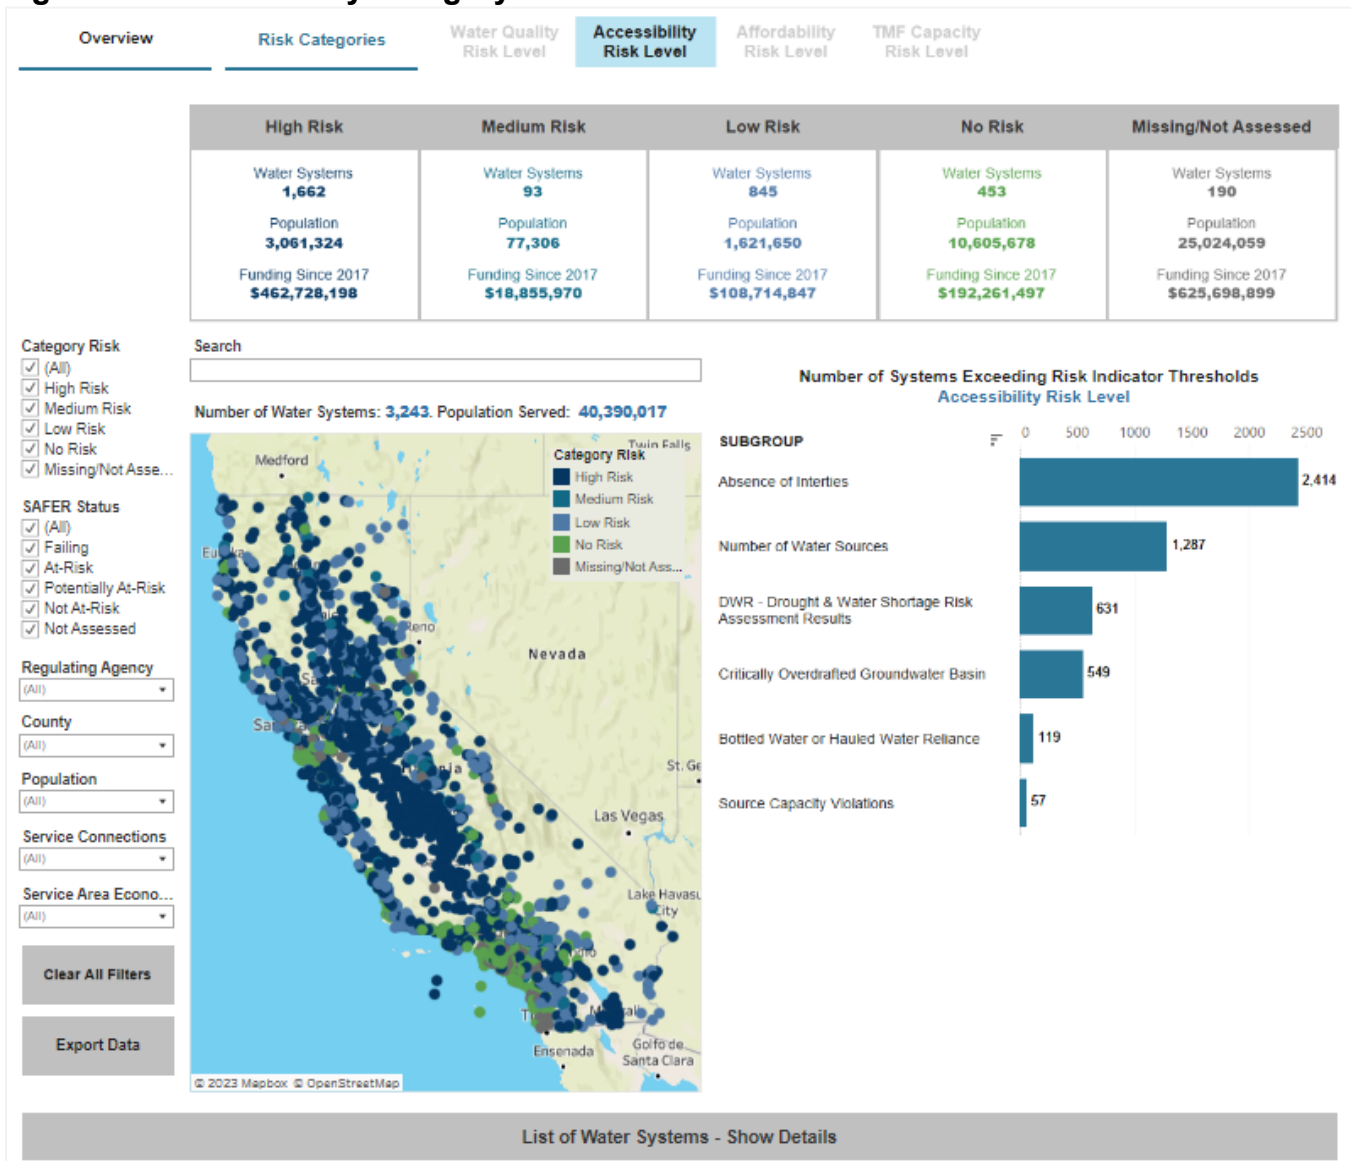 Overview
Risk Categories
Water Quality
Risk Level
Accessibility
Risk Level
Affordability
Risk Level
TMF Capacity
Risk Level
High Risk
Medium Risk
Low Risk
No Risk
Missing/Not Assessed
Water Systems
1,662
Population
3,061,324
Funding Since 2017
$462,728,198
Water Systems
93
Population
77,306
Funding Since 2017
$18,855,970
Water Systems
845
Population
1,621,650
Funding Since 2017
$108,714,847
Water Systems
453
Population
10,605,678
Funding Since 2017
$192,261,497
Water Systems
190
Population
25,024,059
Funding Since 2017
$625,698,899
Category Risk
(All)
High Risk
Medium Risk
Low Risk
No Risk
Missing/Not Asse...
SAFER Status
(All)
Failing
At-Risk
Potentially At-Risk
Not At-Risk
Not Assessed
Regulating Agency
(All)
County
(All)
Population
(All)
Service Connections
(All)
Service Area Econo...
(All)
Clear All Filters
Export Data
Search
Number of Water Systems: 3,243. Population Served: 40,390,017
Medford
Twin Falls
Category Risk
High Risk
Medium Risk
Low Risk
No Risk
Missing/Not Ass...
Reno
Nevada
St. Ge
Las Vegas
Lake Havasu
City
Ensenada
Golfo de
Santa Clara
© 2023 Mapbox © OpenStreetMap
Number of Systems Exceeding Risk Indicator Thresholds
Accessibility Risk Level
SUBGROUP
0 500 1000 1500 2000 2500
Absence of Interties
2,414
Number of Water Sources
1,287
DWR - Drought & Water Shortage Risk
Assessment Results
631
Critically Overdrafted Groundwater Basin
549
Bottled Water or Hauled Water Reliance
119
Source Capacity Violations
57
List of Water Systems - Show Details